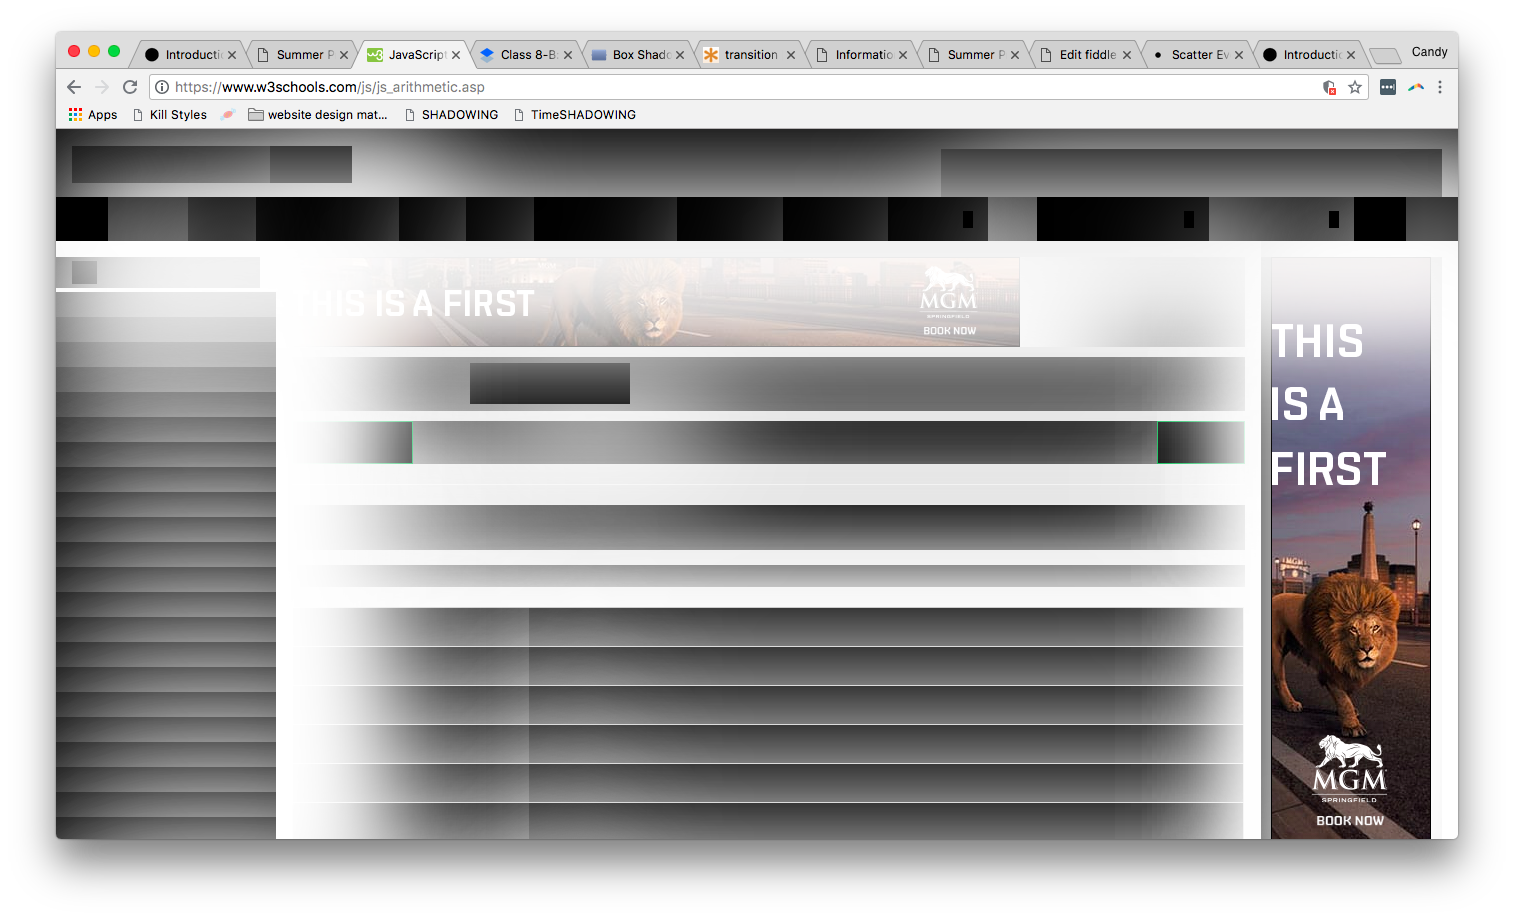 Introducti
Summer P
JavaScript
Class 8-B
Box Shado
transition
Informatio
Summer P
Edit fiddle
Scatter Ev
Introductio
Candy
https://www.w3schools.com/js/js_arithmetic.asp
Apps
Kill Styles
website design mat...
SHADOWING
TimeSHADOWING
THIS IS A FIRST
MGM
SPRINGFIELD
BOOK NOW
THIS
IS A
FIRST
MGM
MGM
SPRINGFIELD
BOOK NOW